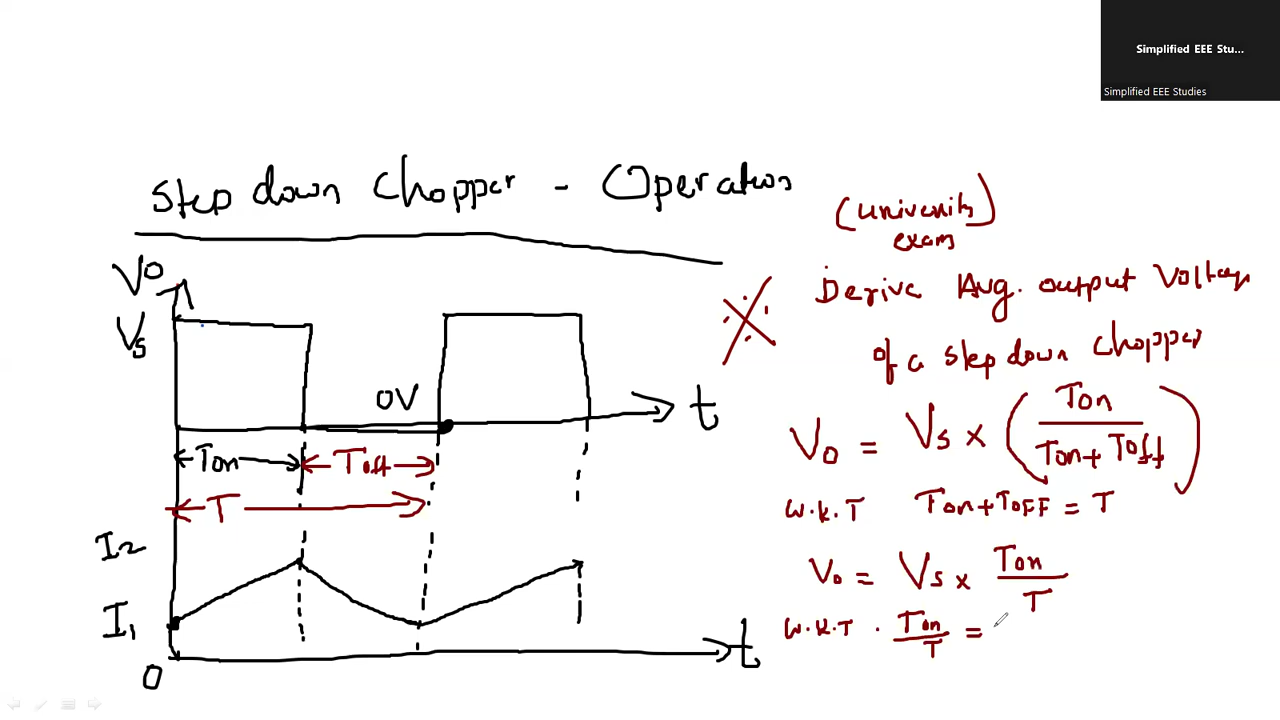 Simplified EEE Stu...
Simplified EEE Studies
Step down Chopper - Operation
(University
exam)
Derive Avg. output Voltage
of a step down chopper
VO
VS
0V
t
Ton
Toff
T
I2
I1
0
t
VO = VS × (Ton / Ton + Toff)
W.K.T Ton + TOFF = T
VO = VS × Ton / T
W.K.T . Ton / T =